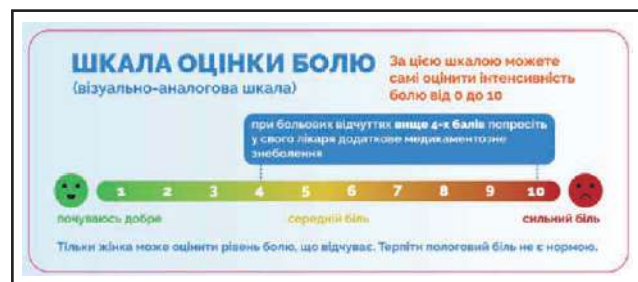 ШКАЛА ОЦІНКИ БОЛЮ
(візуально-аналогова шкала)
За цією шкалою можете
самі оцінити інтенсивність
болю від 0 до 10
при больових відчуттях вище 4-х балів попросіть
у свого лікаря додаткове медикаментозне
знеболення
1 2 3 4 5 6 7 8 9 10
почуваюсь добре середній біль сильний біль
Тільки жінка може оцінити рівень болю, що відчуває. Терпіти пологовий біль не є нормою.